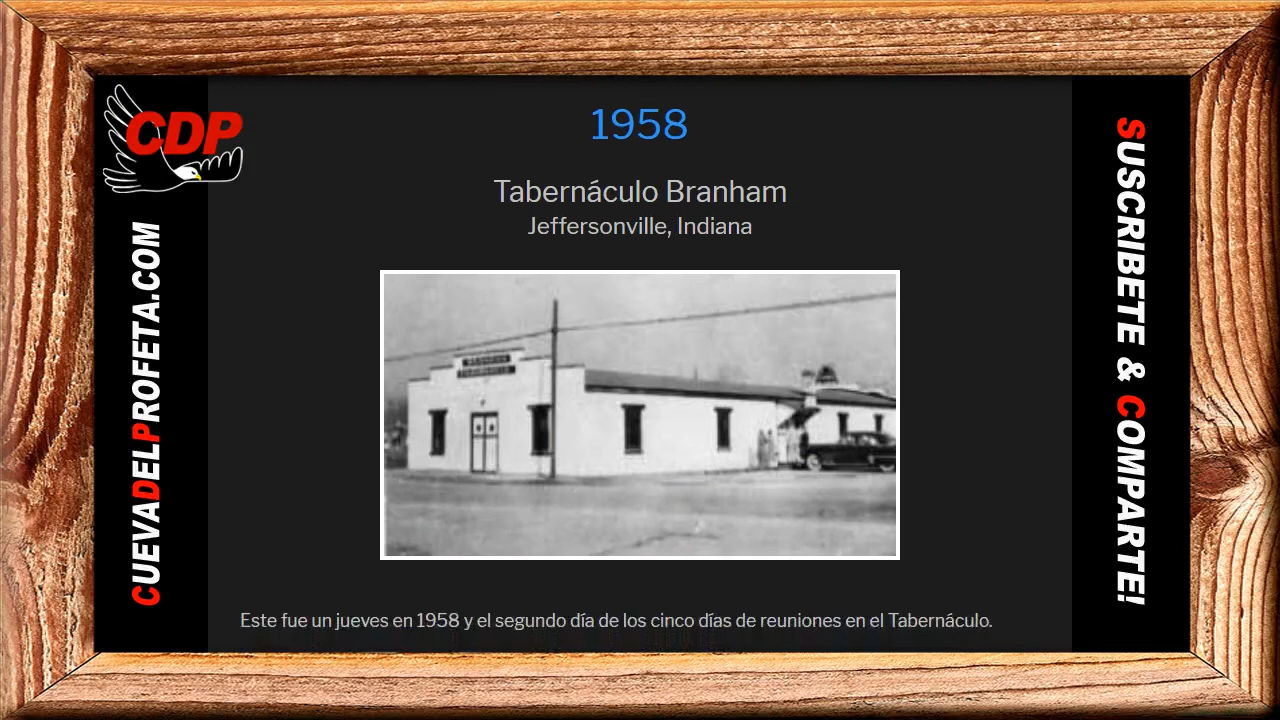 CDP
CUEVADELPROFETA.COM
1958
Tabernáculo Branham
Jeffersonville, Indiana
Este fue un jueves en 1958 y el segundo día de los cinco días de reuniones en el Tabernáculo.
SUSCRIBETE & COMPARTE!